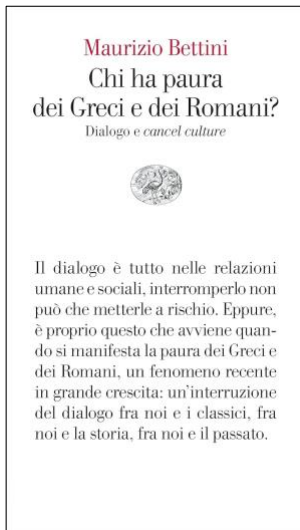 Maurizio Bettini
Chi ha paura
dei Greci e dei Romani?
Dialogo e cancel culture
Il dialogo è tutto nelle relazioni
umane e sociali, interromperlo non
può che metterle a rischio. Eppure,
è proprio questo che avviene quan-
do si manifesta la paura dei Greci e
dei Romani, un fenomeno recente
in grande crescita: un'interruzione
del dialogo fra noi e i classici, fra
noi e la storia, fra noi e il passato.